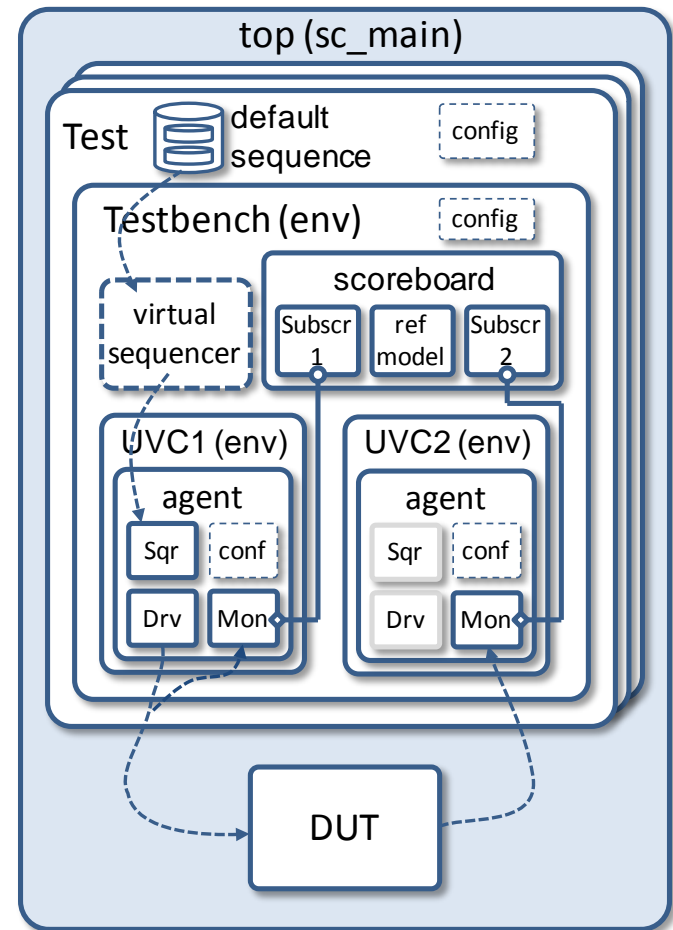 top (sc_main)
Test
default
sequence
config
Testbench (env)
config
virtual
sequencer
scoreboard
Subscr
1
ref
model
Subscr
2
UVC1 (env)
agent
Sqr
conf
Drv
Mon
UVC2 (env)
agent
Sqr
conf
Drv
Mon
DUT